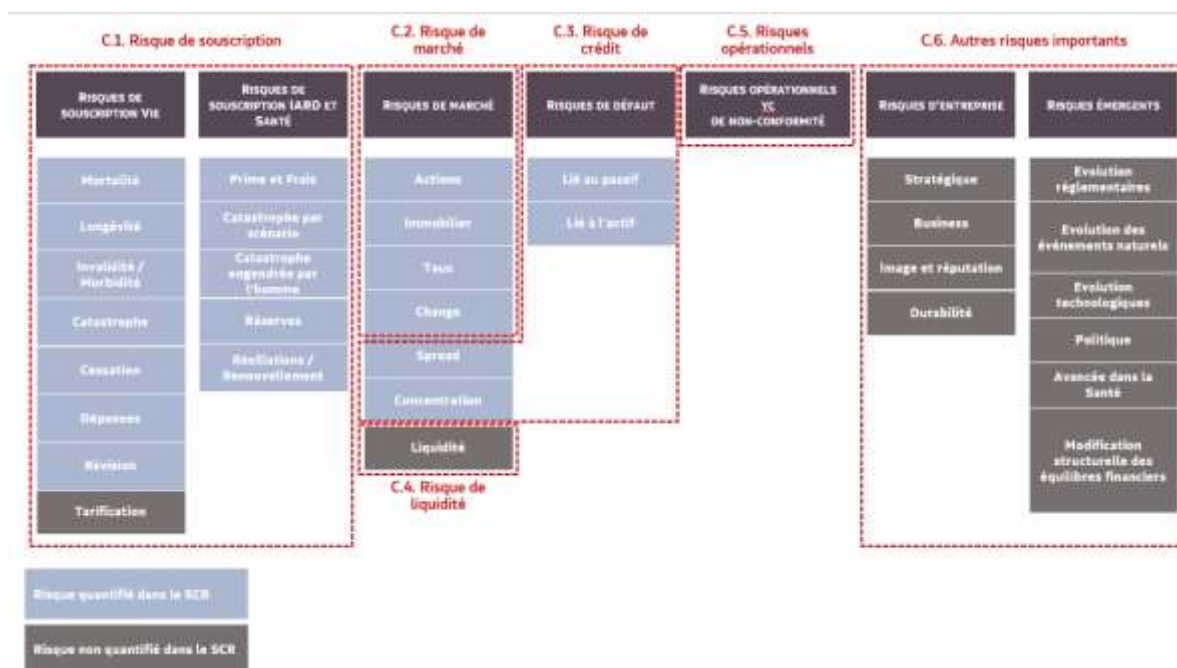 C.1. Risque de souscription
C.2. Risque de
marché
C.3. Risque de
crédit
C.5. Risques
opérationnels
C.6. Autres risques importants
RISQUES DE
SOUSCRIPTION VIE
RISQUES DE
SOUSCRIPTION IARD ET
SANTÉ
RISQUES DE MARCHÉ
RISQUES DE DÉFAUT
RISQUES OPÉRATIONNELS
YC
DE NON-CONFORMITÉ
RISQUES D'ENTREPRISE
RISQUES ÉMERGENTS
Mortalité
Longévité
Invalidité /
Morbidité
Catastrophe
Cessation
Dépenses
Révision
Tarification
Prime et Frais
Catastrophe par
scénario
Catastrophe
engendrée par
l'homme
Réserves
Résiliations /
Renouvellement
Actions
Immobilier
Taux
Change
Spread
Concentration
Liquidité
C.4. Risque de
liquidité
Lié au passif
Lié à l'actif
Stratégique
Business
Image et réputation
Durabilité
Evolution
réglementaires
Evolution des
événements naturels
Evolution
technologiques
Politique
Avancée dans la
Santé
Modification
structurelle des
équilibres financiers
Risque quantifié dans le SCR
Risque non quantifié dans le SCR